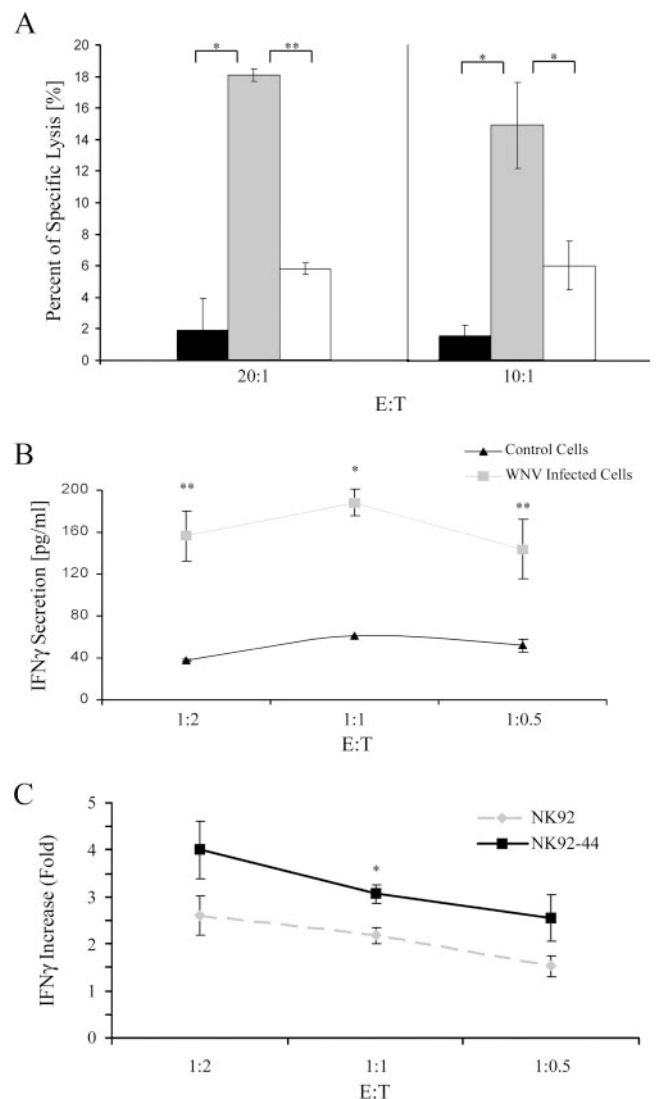 A
Percent of Specific Lysis [%]
20
18
16
14
12
10
8
6
4
2
0
* ** * *
20:1 10:1
E:T
B
Control Cells
WNV Infected Cells
IFNγ Secretion [pg/ml]
200
160
120
80
40
0
** * **
1:2 1:1 1:0.5
E:T
C
NK92
NK92-44
IFNγ Increase (Fold)
5
4
3
2
1
0
*
1:2 1:1 1:0.5
E:T